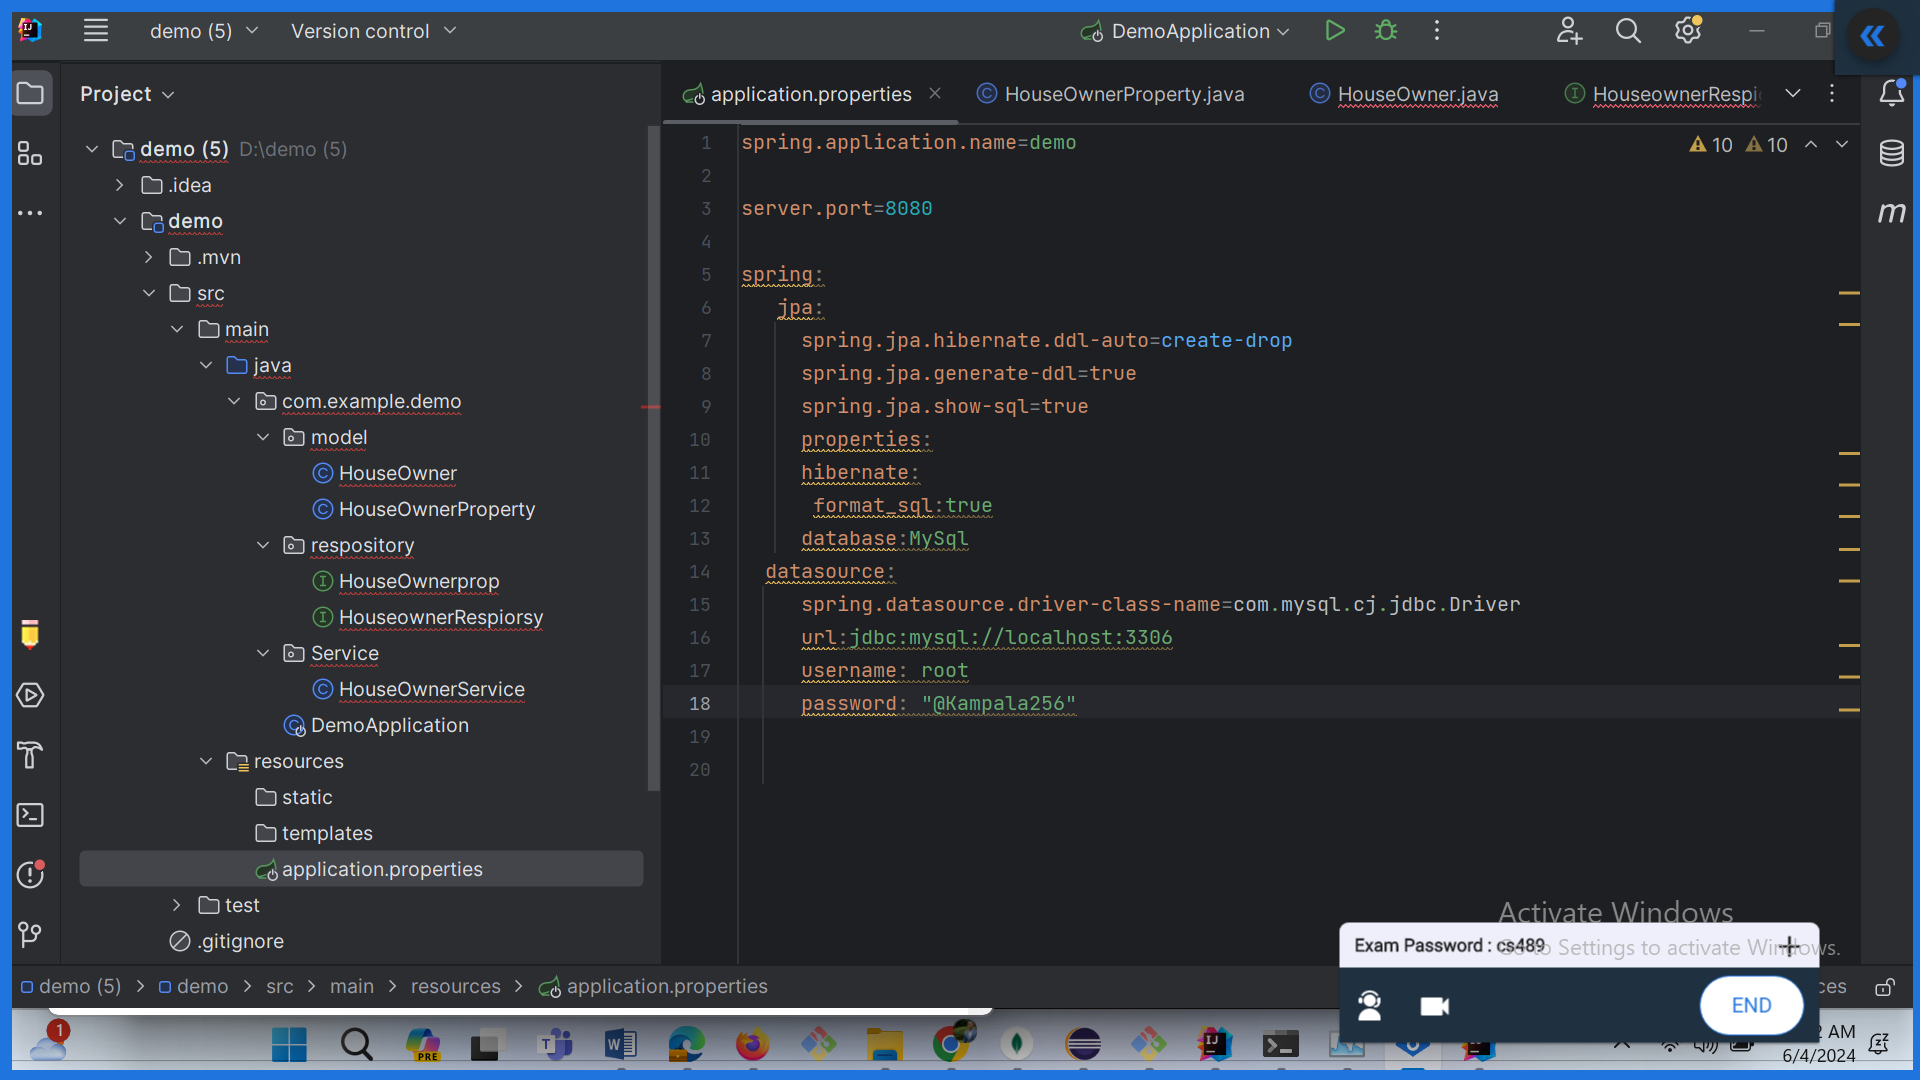 demo (5)
Version control
DemoApplication
Project
application.properties
HouseOwnerProperty.java
HouseOwner.java
HouseownerRespi
demo (5) D:\demo (5)
.idea
demo
.mvn
src
main
java
com.example.demo
model
HouseOwner
HouseOwnerProperty
respository
HouseOwnerprop
HouseownerRespiorsy
Service
HouseOwnerService
DemoApplication
resources
static
templates
application.properties
test
.gitignore
10 10
1 spring.application.name=demo
2
3 server.port=8080
4
5 spring:
6 jpa:
7 spring.jpa.hibernate.ddl-auto=create-drop
8 spring.jpa.generate-ddl=true
9 spring.jpa.show-sql=true
10 properties:
11 hibernate:
12 format_sql:true
13 database:MySql
14 datasource:
15 spring.datasource.driver-class-name=com.mysql.cj.jdbc.Driver
16 url:jdbc:mysql://localhost:3306
17 username: root
18 password: "@Kampala256"
19
20
m
Activate Windows
Exam Password : cs489
to Settings to activate Windows.
END
demo (5) > demo > src > main > resources > application.properties
ces
1
PRE
2 AM
6/4/2024